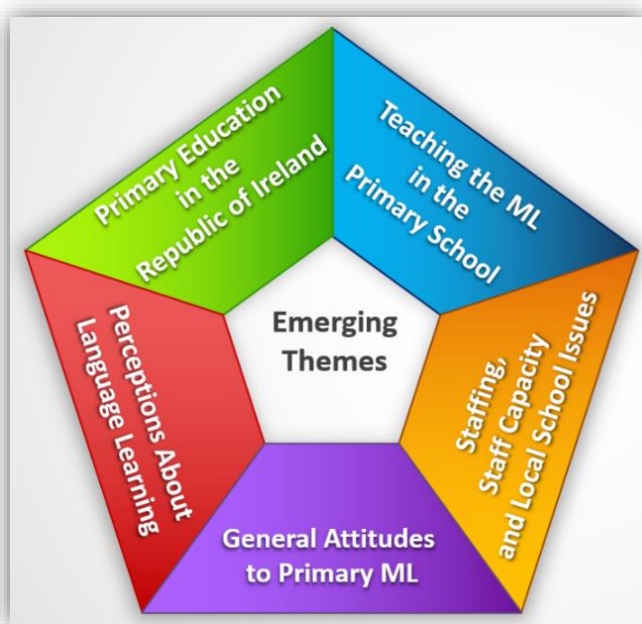 Primary Education
in the
Republic of Ireland
Teaching the ML
in the
Primary School
Emerging
Themes
Perceptions About
Language Learning
Staffing,
Staff Capacity
and Local School Issues
General Attitudes
to Primary ML